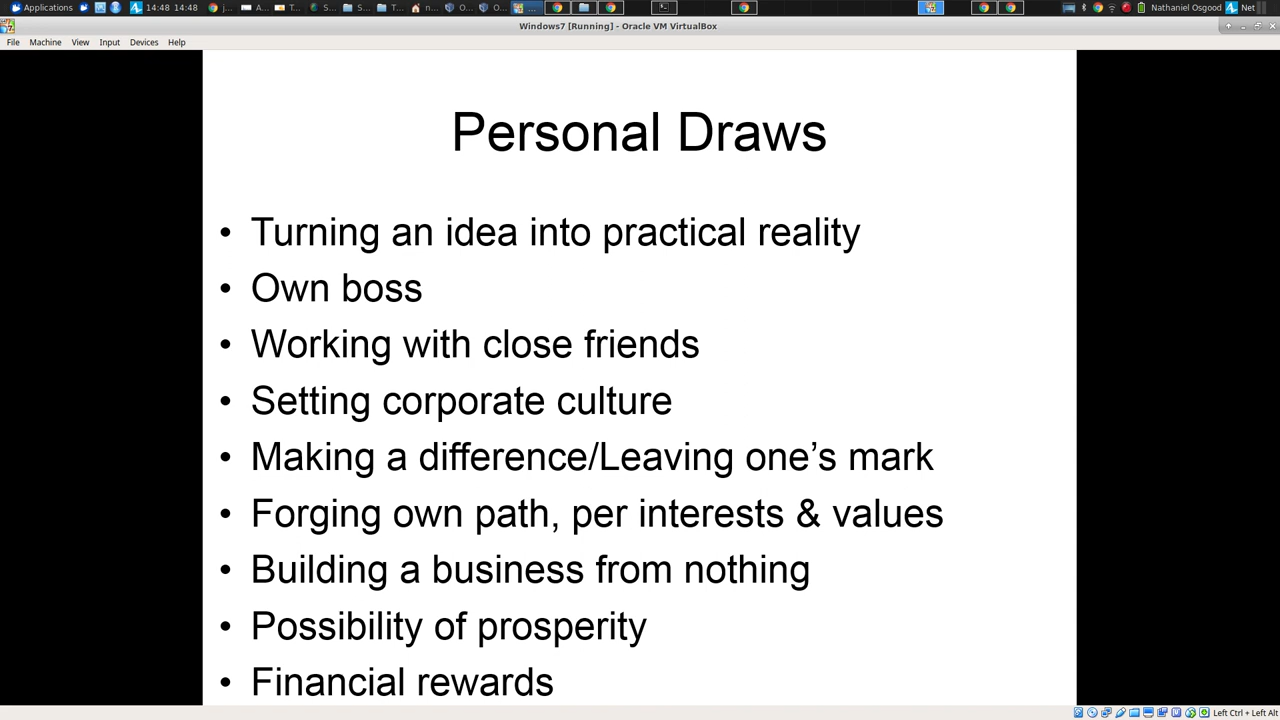 Applications
14:48 14:48
j...
A...
T...
S...
S...
T...
n...
O...
O...
...
Nathaniel Osgood
Net
Windows7 [Running] - Oracle VM VirtualBox
File Machine View Input Devices Help
Personal Draws
• Turning an idea into practical reality
• Own boss
• Working with close friends
• Setting corporate culture
• Making a difference/Leaving one’s mark
• Forging own path, per interests & values
• Building a business from nothing
• Possibility of prosperity
• Financial rewards
Left Ctrl + Left Alt